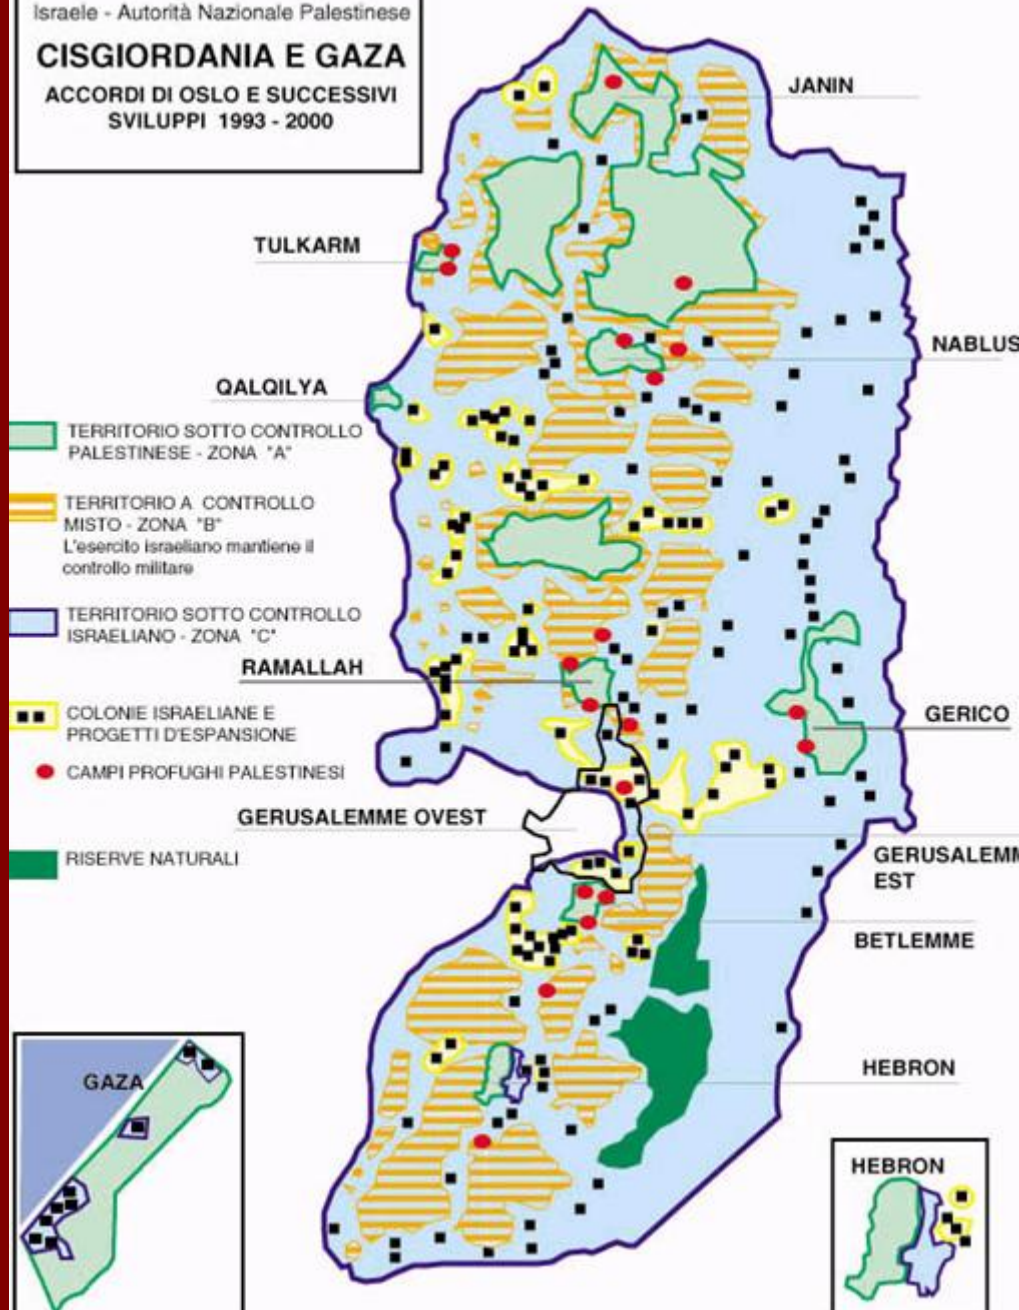 Israele - Autorità Nazionale Palestinese
CISGIORDANIA E GAZA
ACCORDI DI OSLO E SUCCESSIVI
SVILUPPI 1993 - 2000
JANIN
TULKARM
NABLUS
QALQILYA
TERRITORIO SOTTO CONTROLLO
PALESTINESE - ZONA "A"
TERRITORIO A CONTROLLO
MISTO - ZONA "B"
L'esercito israeliano mantiene il
controllo militare
TERRITORIO SOTTO CONTROLLO
ISRAELIANO - ZONA "C"
RAMALLAH
COLONIE ISRAELIANE E
PROGETTI D'ESPANSIONE
GERICO
CAMPI PROFUGHI PALESTINESI
GERUSALEMME OVEST
RISERVE NATURALI
GERUSALEMM
EST
BETLEMME
GAZA
HEBRON
HEBRON